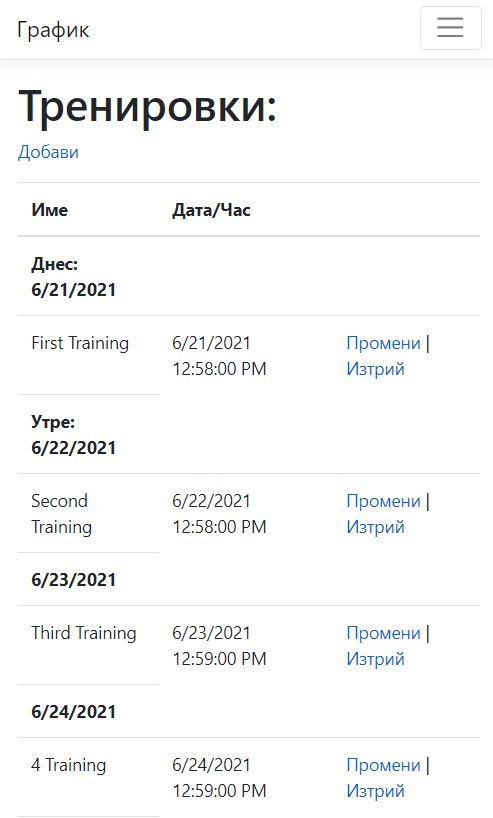 График
Тренировки:
Добави
Име Дата/Час
Днес:
6/21/2021
First Training 6/21/2021 Промени |
12:58:00 PM Изтрий
Утре:
6/22/2021
Second 6/22/2021 Промени |
Training 12:58:00 PM Изтрий
6/23/2021
Third Training 6/23/2021 Промени |
12:59:00 PM Изтрий
6/24/2021
4 Training 6/24/2021 Промени |
12:59:00 PM Изтрий